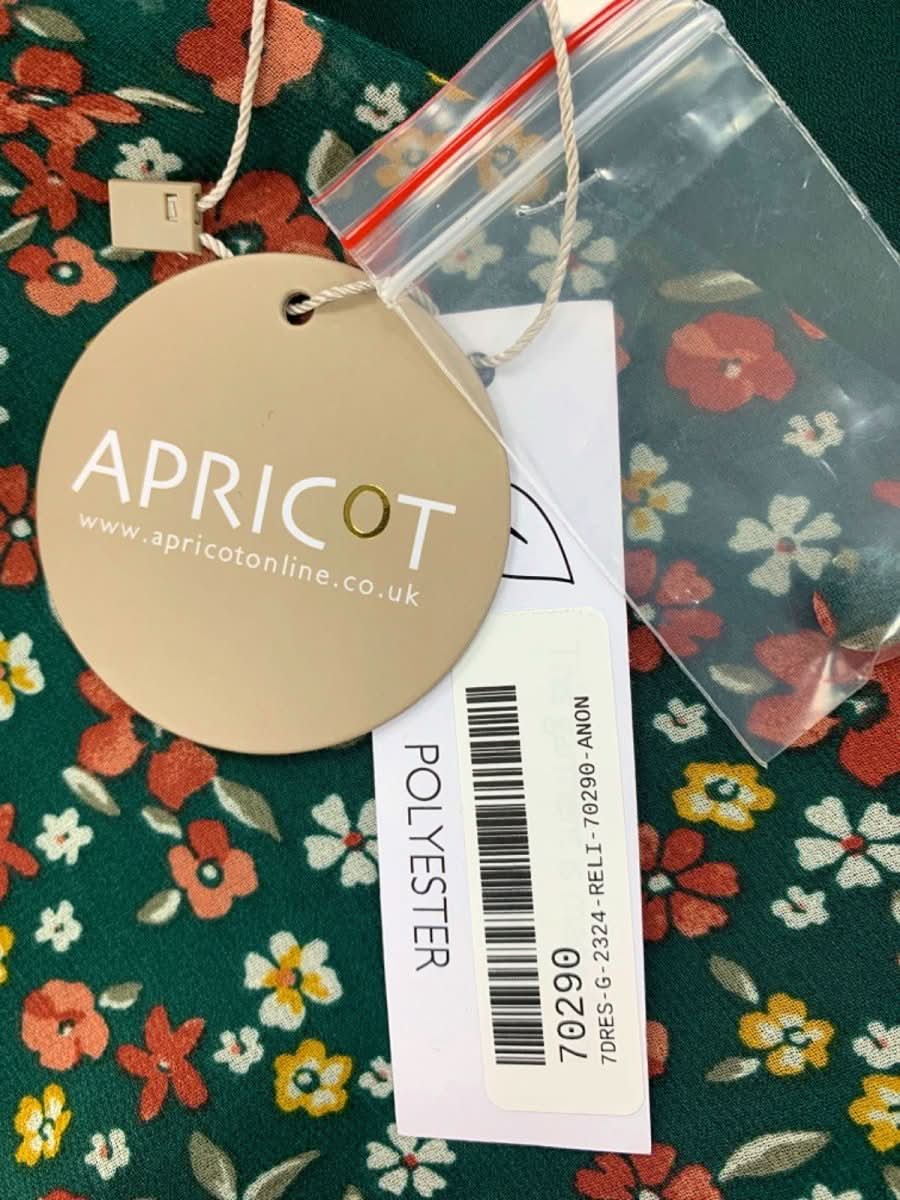 APRICOT
www.apricotonline.co.uk
POLYESTER
70290
7DRES-G-2324-RELI-70290-ANON